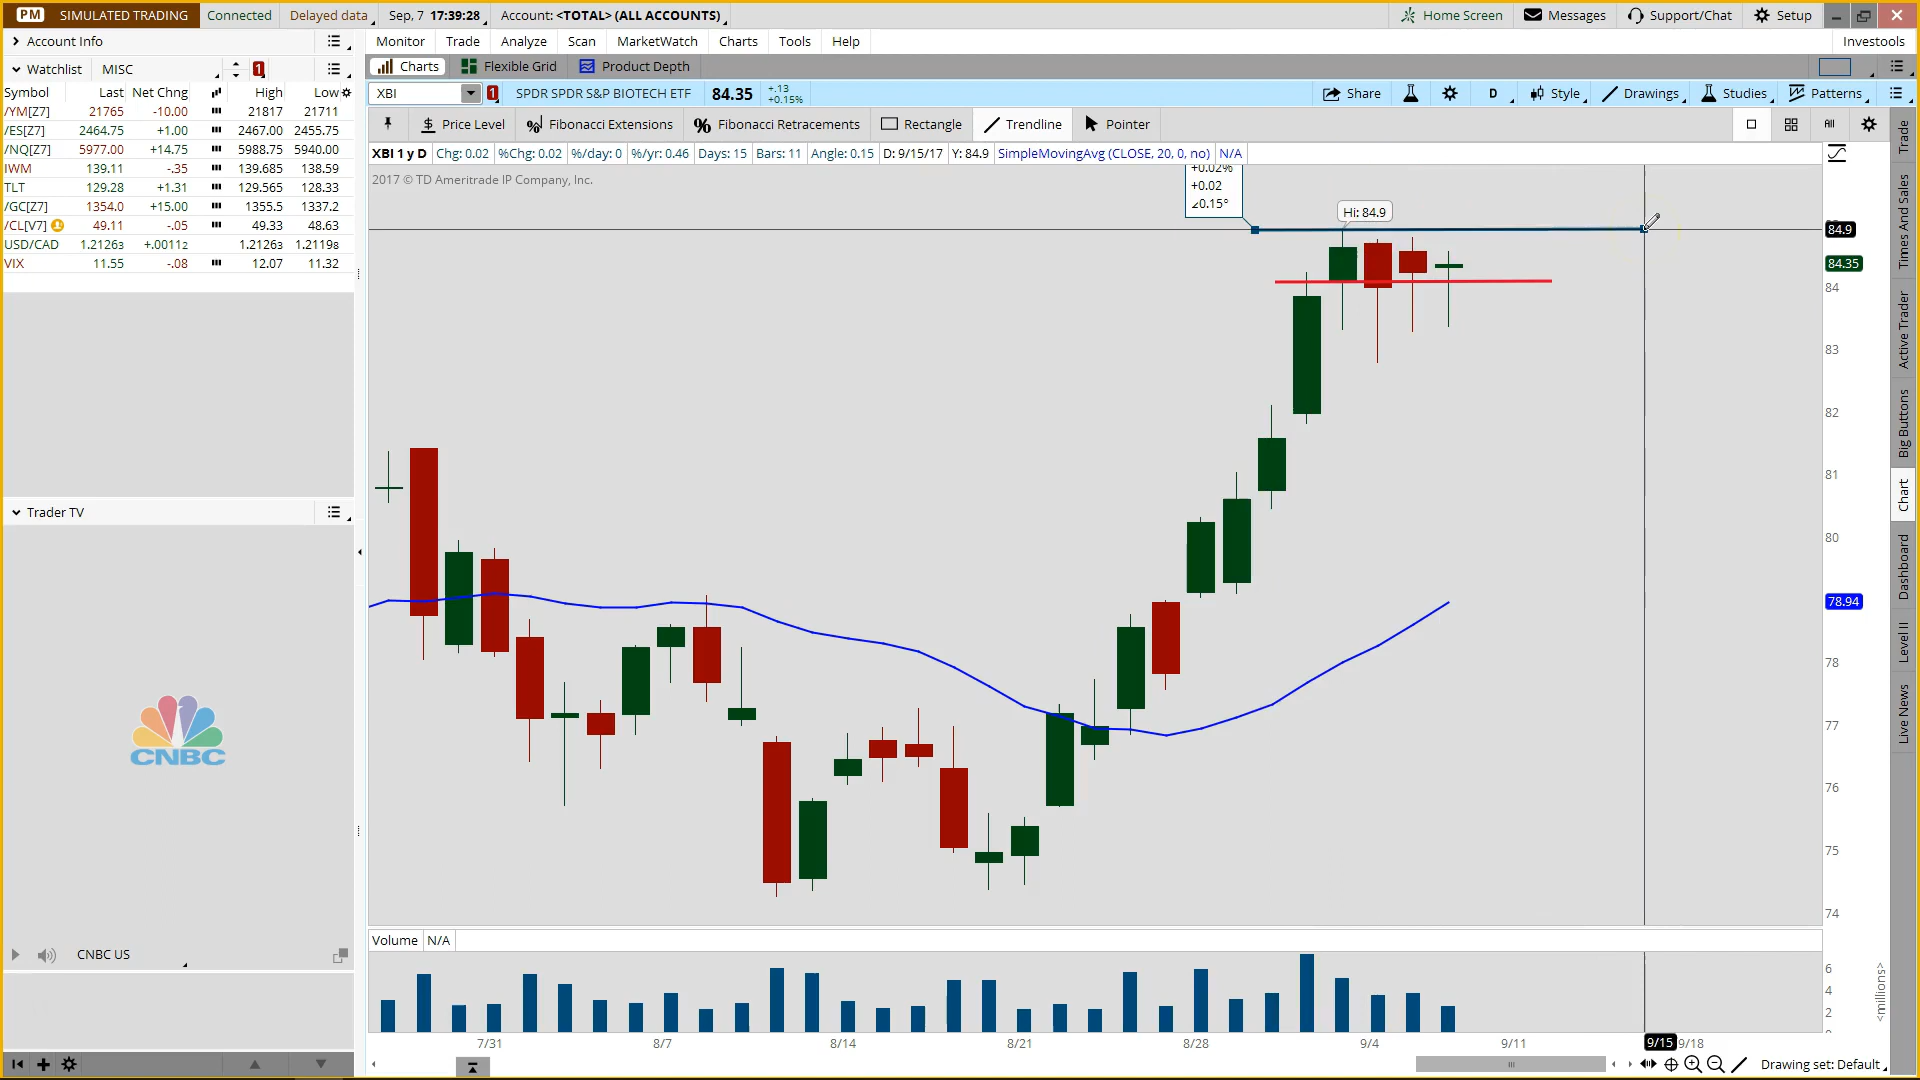 PM SIMULATED TRADING Connected Delayed data Sep, 7 17:39:28 Account: <TOTAL> (ALL ACCOUNTS) Home Screen Messages Support/Chat Setup
Account Info
Monitor Trade Analyze Scan MarketWatch Charts Tools Help Investools
Watchlist MISC 1
Charts Flexible Grid Product Depth
Symbol Last Net Chng High Low
/YM[Z7] 21765 -10.00 21817 21711
/ES[Z7] 2464.75 +1.00 2467.00 2455.75
/NQ[Z7] 5977.00 +14.75 5988.75 5940.00
IWM 139.11 -.35 139.685 138.59
TLT 129.28 +1.31 129.565 128.33
/GC[Z7] 1354.0 +15.00 1355.5 1337.2
/CL[V7] 1 49.11 -.05 49.33 48.63
USD/CAD 1.21263 +.00112 1.21263 1.21198
VIX 11.55 -.08 12.07 11.32
Trader TV
CNBC
CNBC US
XBI 1 SPDR SPDR S&P BIOTECH ETF 84.35 +.13 +0.15% Share D Style Drawings Studies Patterns
$ Price Level Fibonacci Extensions Fibonacci Retracements Rectangle Trendline Pointer All
XBI 1 y D Chg: 0.02 %Chg: 0.02 %/day: 0 %/yr: 0.46 Days: 15 Bars: 11 Angle: 0.15 D: 9/15/17 Y: 84.9 SimpleMovingAvg (CLOSE, 20, 0, no) N/A
2017 © TD Ameritrade IP Company, Inc.
+0.02%
+0.02
∠0.15°
Hi: 84.9
84.9
84.35
84
83
82
81
80
78.94
78
77
76
75
74
Volume N/A
6
4
2
<millions>
7/31 8/7 8/14 8/21 8/28 9/4 9/11 9/15 9/18
Drawing set: Default
Trade
Times And Sales
Active Trader
Big Buttons
Chart
Dashboard
Level II
Live News